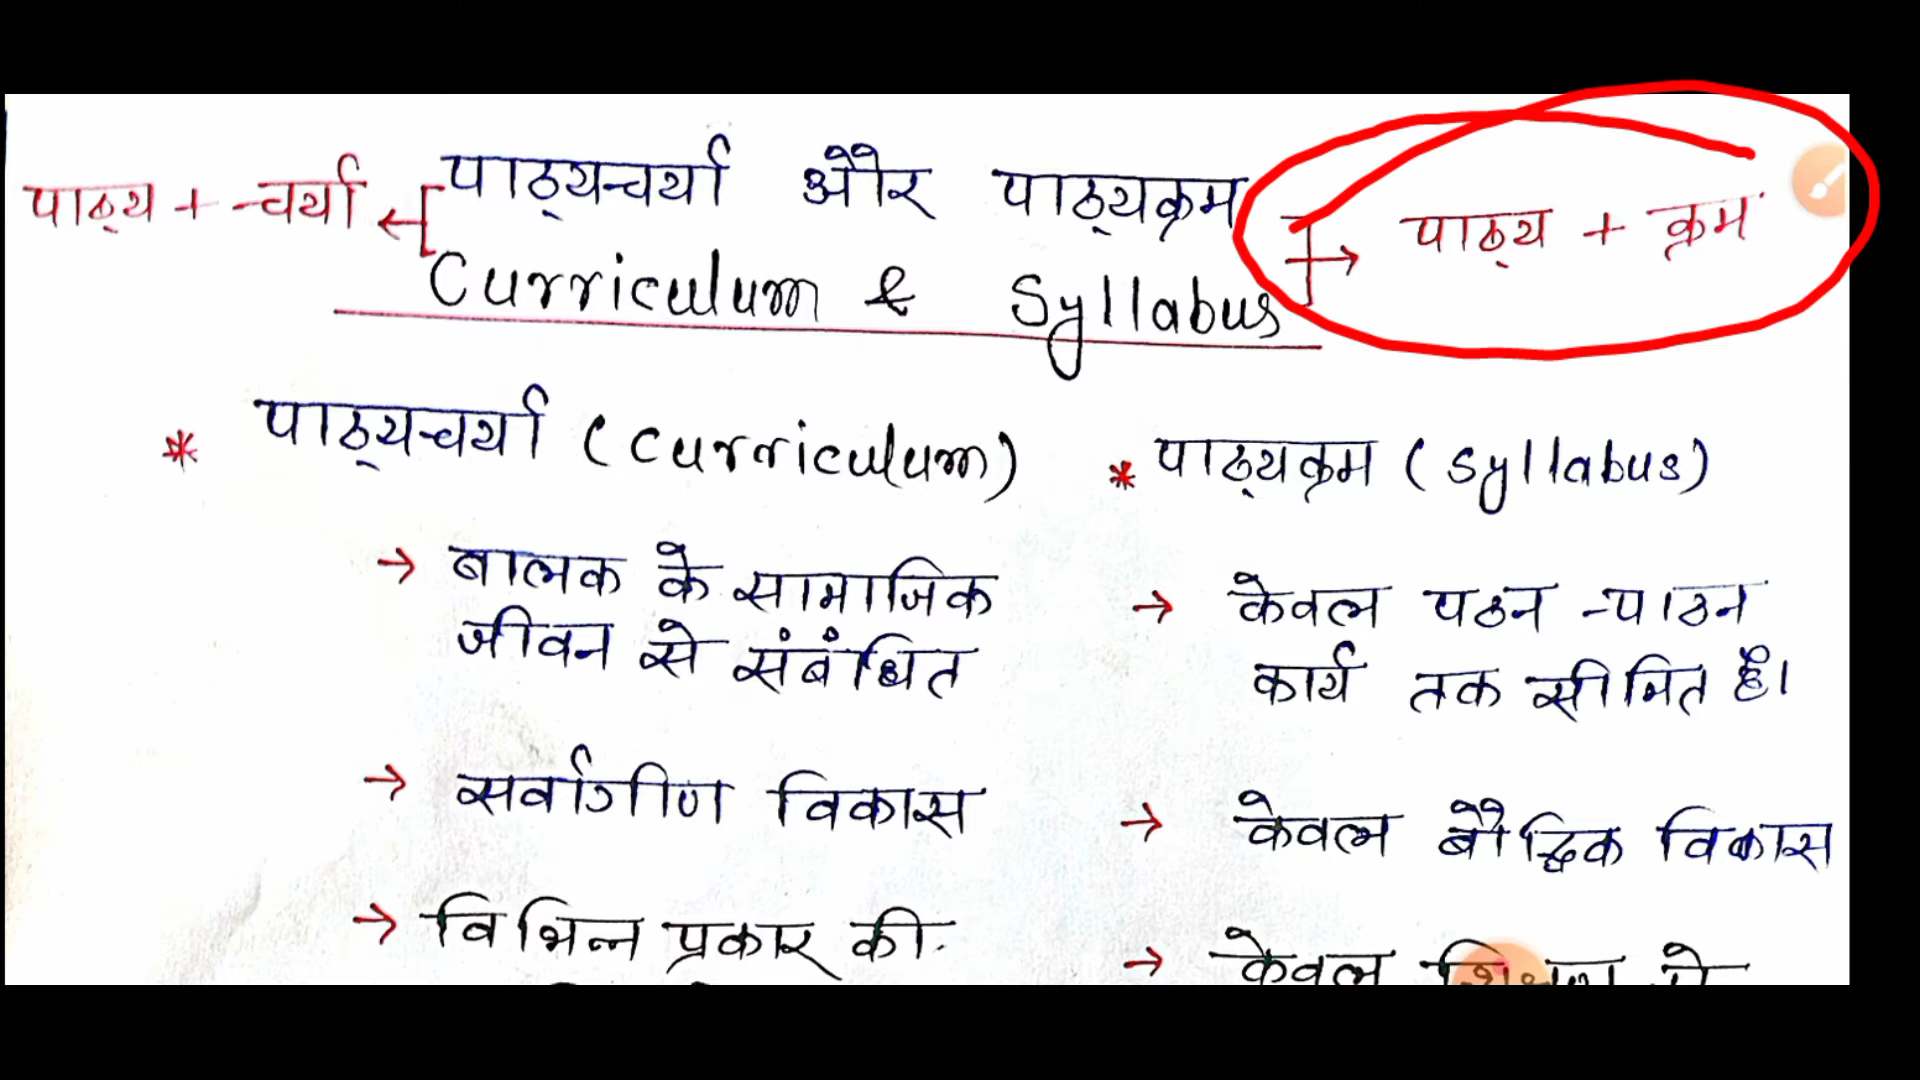 पाठ्य + चर्या ← पाठ्यचर्या और पाठ्यक्रम → पाठ्य + क्रम
Curriculum & Syllabus
* पाठ्यचर्या (Curriculum)
→ बालक के सामाजिक
जीवन से संबंधित
→ सर्वागीण विकास
→ विभिन्न प्रकार की
* पाठ्यक्रम (Syllabus)
→ केवल पठन-पाठन
कार्य तक सीमित है।
→ केवल बौद्धिक विकास
→ केवल